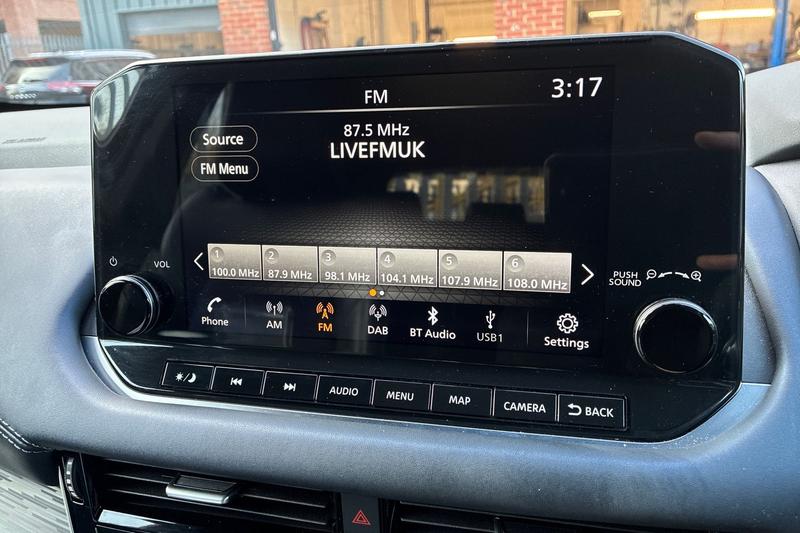 FM
3:17
Source
87.5 MHz
LIVEFMUK
FM Menu
1 2 3 4 5 6
100.0 MHz 87.9 MHz 98.1 MHz 104.1 MHz 107.9 MHz 108.0 MHz
VOL
PUSH
SOUND
Phone AM FM DAB BT Audio USB1 Settings
AUDIO MENU MAP CAMERA BACK